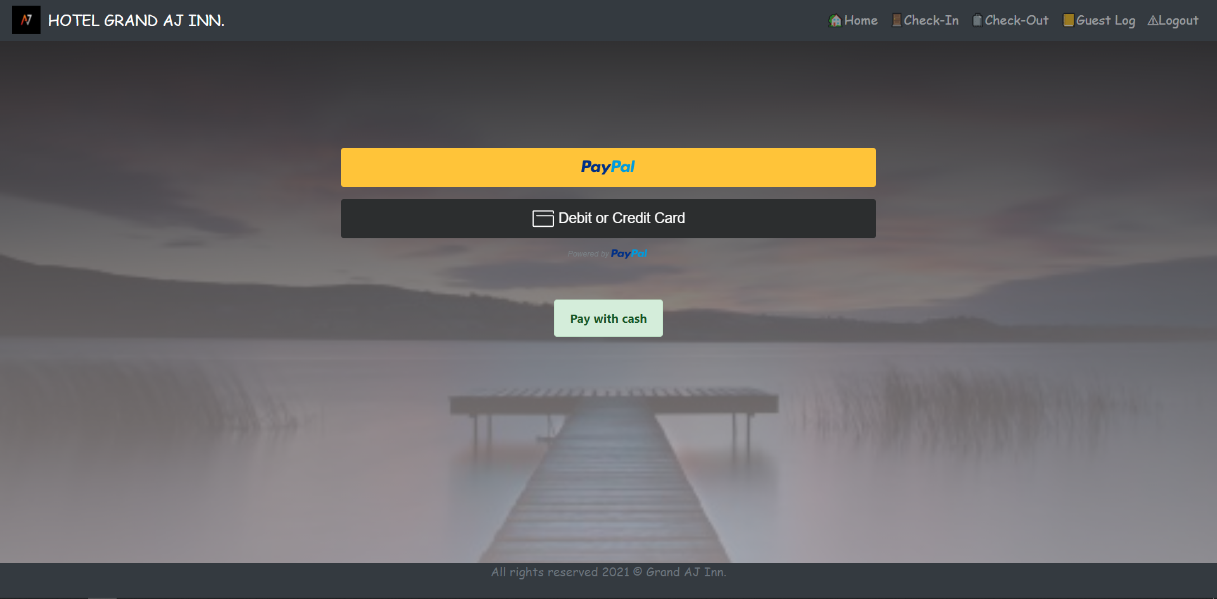 AJ HOTEL GRAND AJ INN. Home Check-In Check-Out Guest Log Logout
PayPal
Debit or Credit Card
Powered by PayPal
Pay with cash
All rights reserved 2021 © Grand AJ Inn.